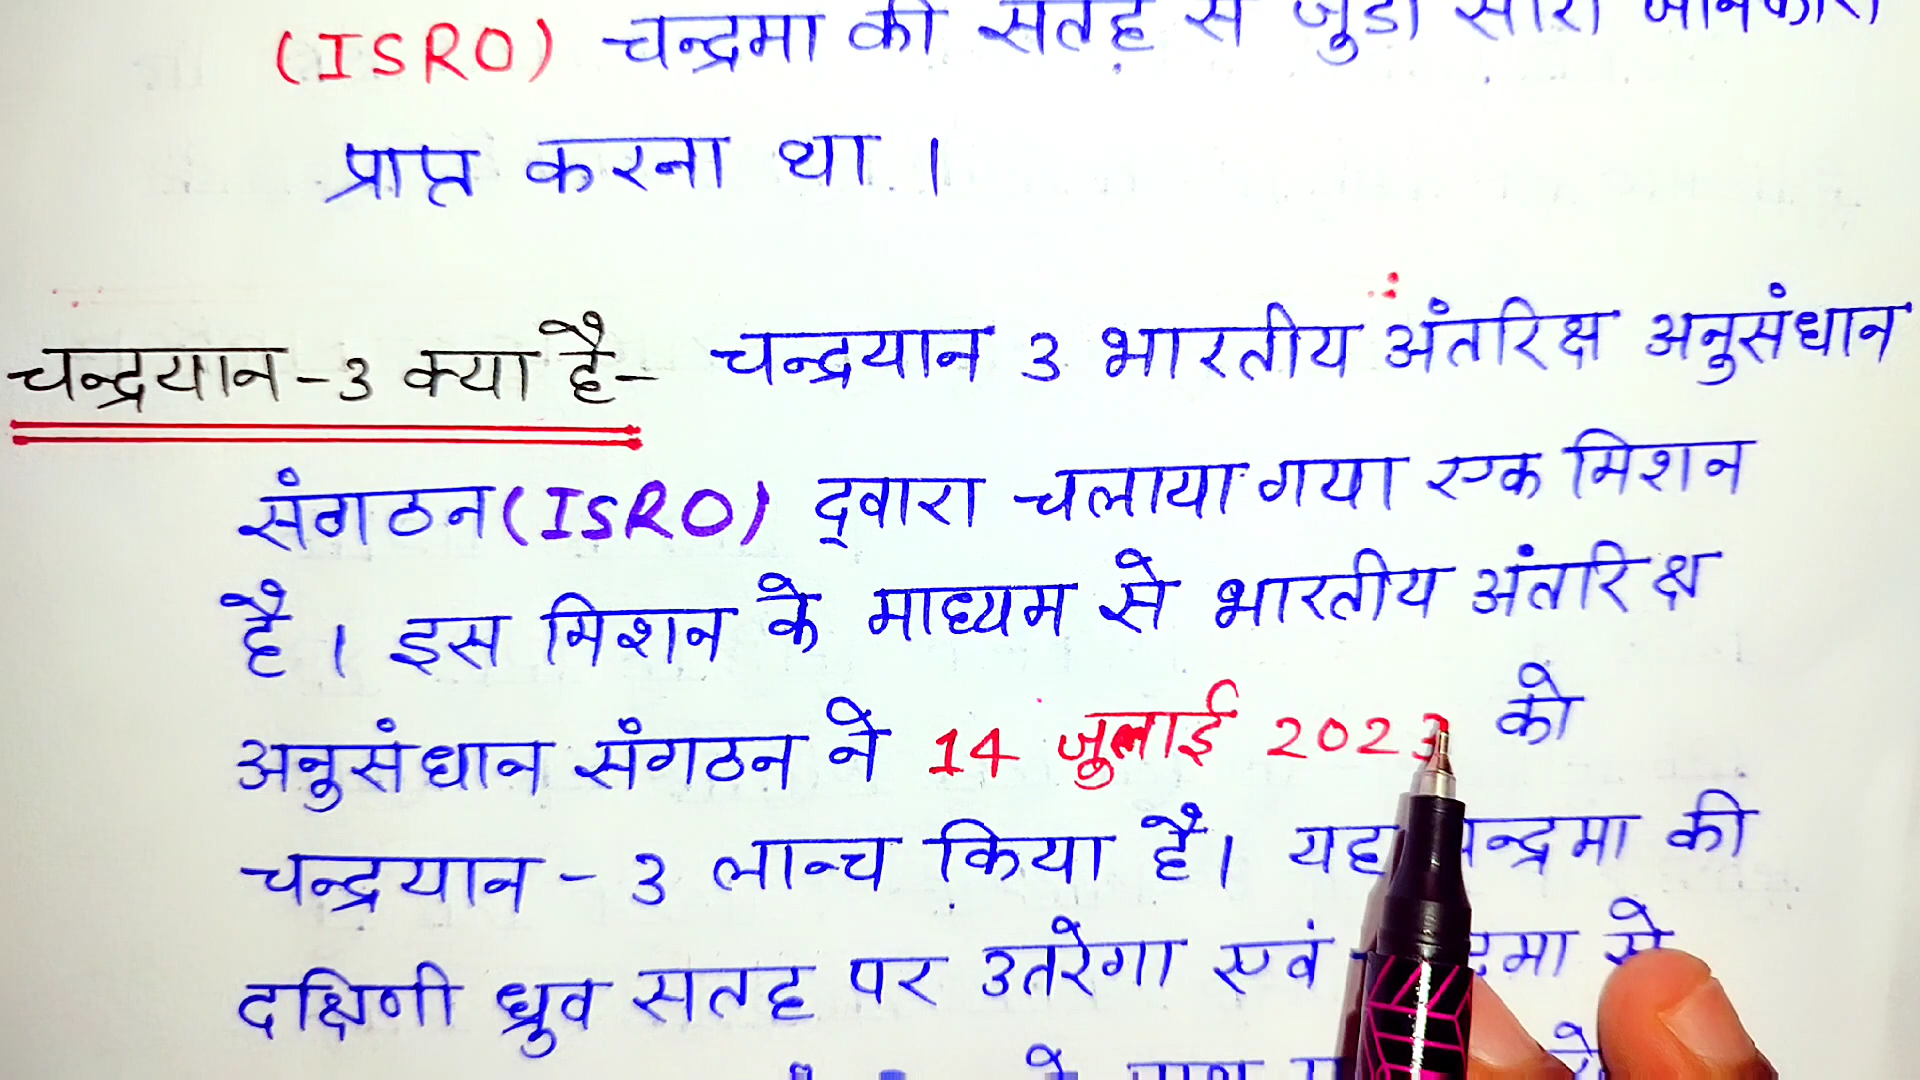 (ISRO) चन्द्रमा की सतह से जुडी सारी जानकारी
प्राप्त करना था ।
चन्द्रयान-3 क्या है- चन्द्रयान 3 भारतीय अंतरिक्ष अनुसंधान
संगठन (ISRO) द्वारा चलाया गया एक मिशन
है । इस मिशन के माध्यम से भारतीय अंतरिक्ष
अनुसंधान संगठन ने 14 जुलाई 2023 को
चन्द्रयान - 3 लान्च किया है। यह चन्द्रमा की
दक्षिणी ध्रुव सतह पर उतरेगा एवं से